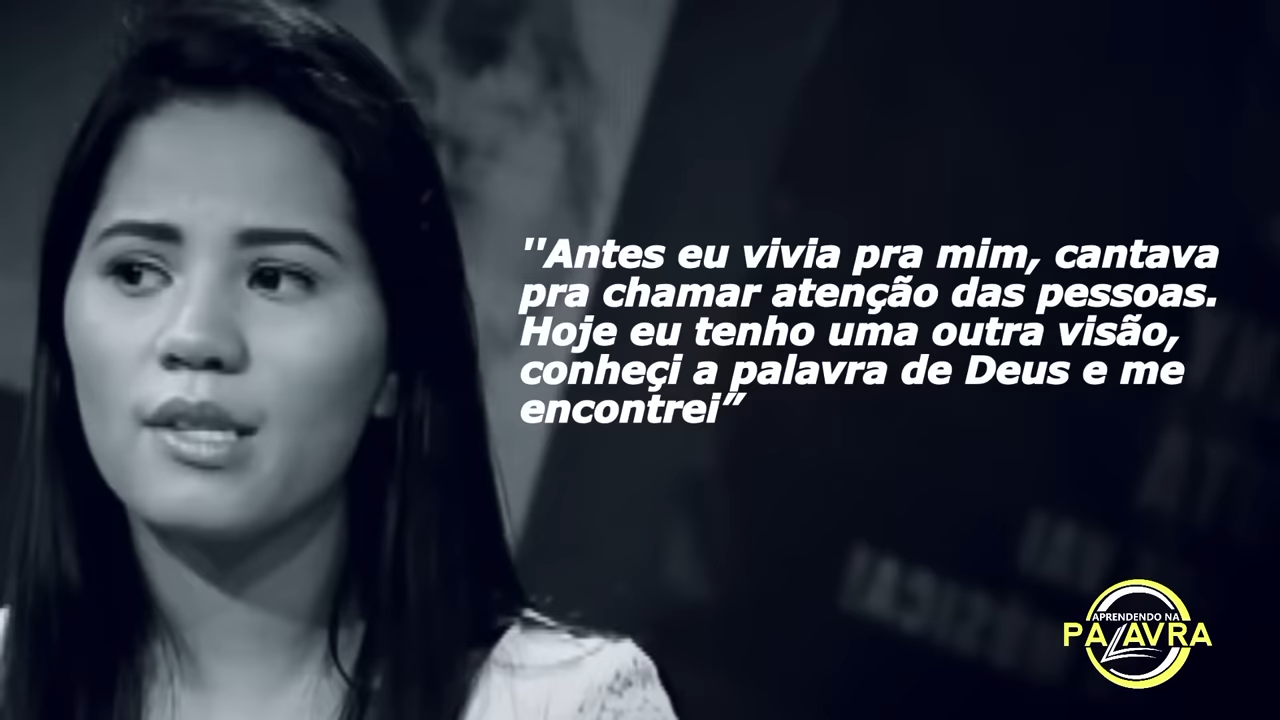 "Antes eu vivia pra mim, cantava
pra chamar atenção das pessoas.
Hoje eu tenho uma outra visão,
conheçi a palavra de Deus e me
encontrei”
APRENDENDO NA
PALAVRA